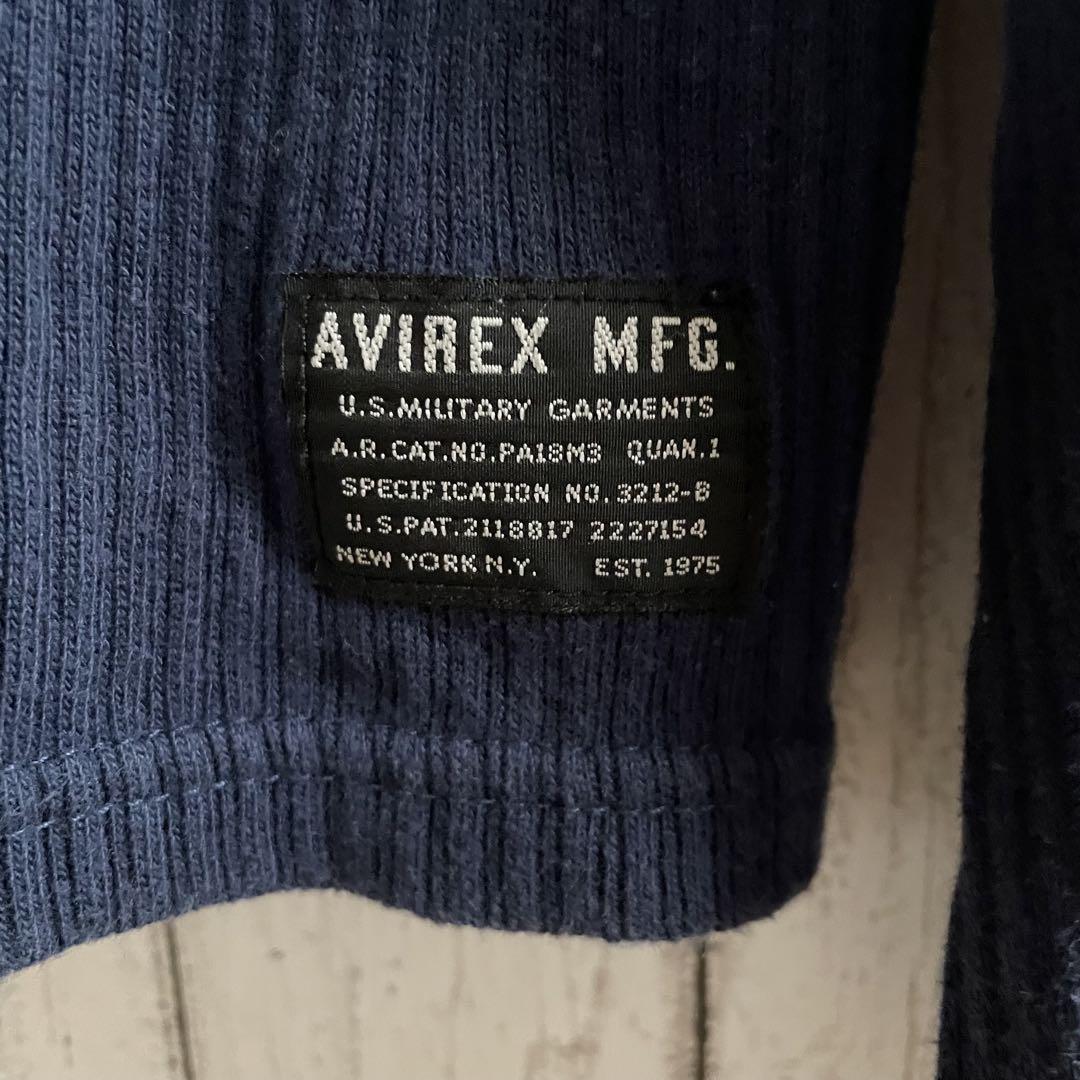 AVIREX MFG.
U.S.MILITARY GARMENTS
A.R.CAT.NO.PA18M3 QUAN.1
SPECIFICATION NO.3212-B
U.S.PAT.2118817 2227154
NEW YORK N.Y. EST. 1975